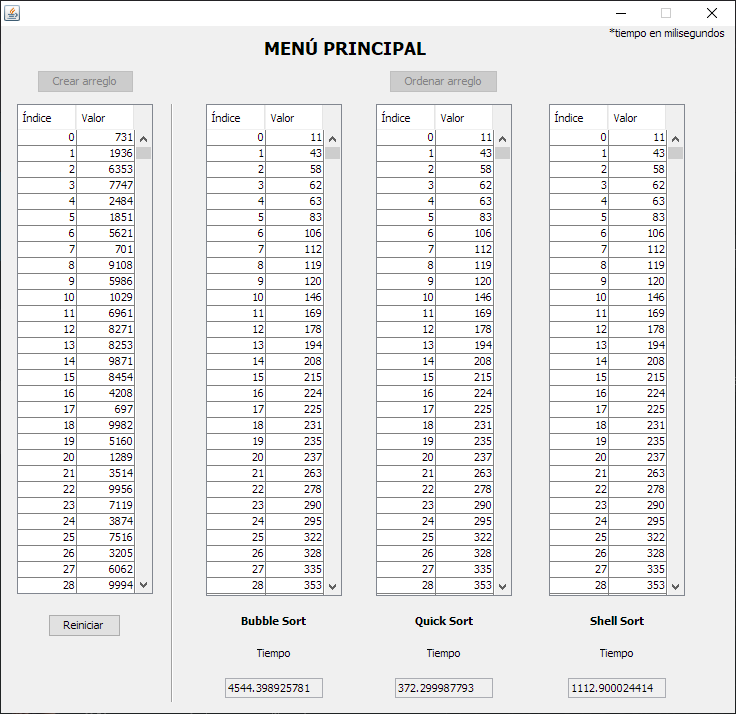 *tiempo en milisegundos
MENÚ PRINCIPAL
Crear arreglo Ordenar arreglo
Índice Valor Índice Valor Índice Valor Índice Valor
0 731 0 11 0 11 0 11
1 1936 1 43 1 43 1 43
2 6353 2 58 2 58 2 58
3 7747 3 62 3 62 3 62
4 2484 4 63 4 63 4 63
5 1851 5 83 5 83 5 83
6 5621 6 106 6 106 6 106
7 701 7 112 7 112 7 112
8 9108 8 119 8 119 8 119
9 5986 9 120 9 120 9 120
10 1029 10 146 10 146 10 146
11 6961 11 169 11 169 11 169
12 8271 12 178 12 178 12 178
13 8253 13 194 13 194 13 194
14 9871 14 208 14 208 14 208
15 8454 15 215 15 215 15 215
16 4208 16 224 16 224 16 224
17 697 17 225 17 225 17 225
18 9982 18 231 18 231 18 231
19 5160 19 235 19 235 19 235
20 1289 20 237 20 237 20 237
21 3514 21 263 21 263 21 263
22 9956 22 278 22 278 22 278
23 7119 23 290 23 290 23 290
24 3874 24 295 24 295 24 295
25 7516 25 322 25 322 25 322
26 3205 26 328 26 328 26 328
27 6062 27 335 27 335 27 335
28 9994 28 353 28 353 28 353
Reiniciar Bubble Sort Quick Sort Shell Sort
Tiempo Tiempo Tiempo
4544.398925781 372.299987793 1112.900024414